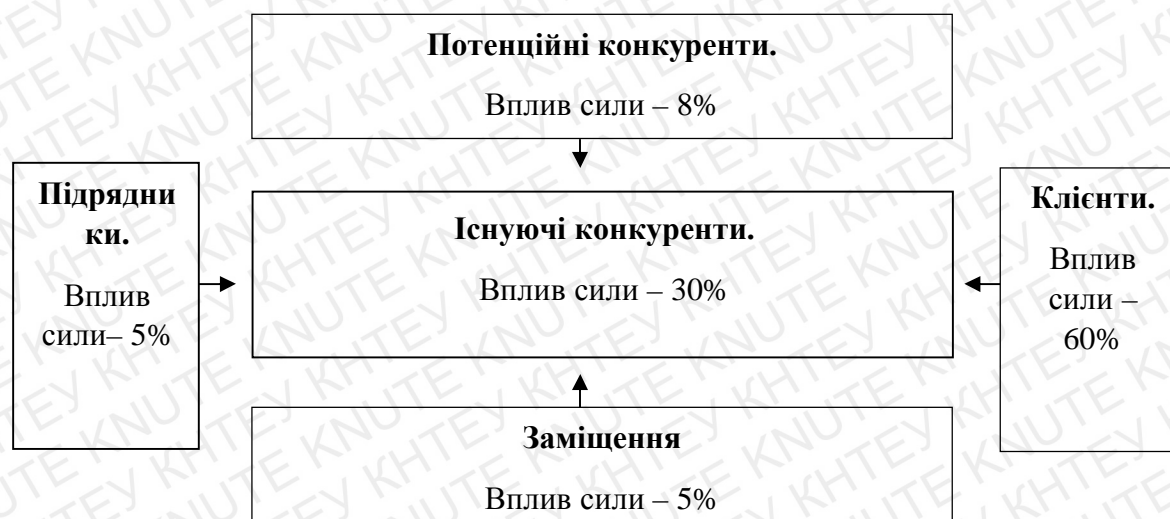 Потенційні конкуренти.
Вплив сили – 8%
Підрядни
ки.
Вплив
сили– 5%
Існуючі конкуренти.
Вплив сили – 30%
Клієнти.
Вплив
сили –
60%
Заміщення
Вплив сили – 5%